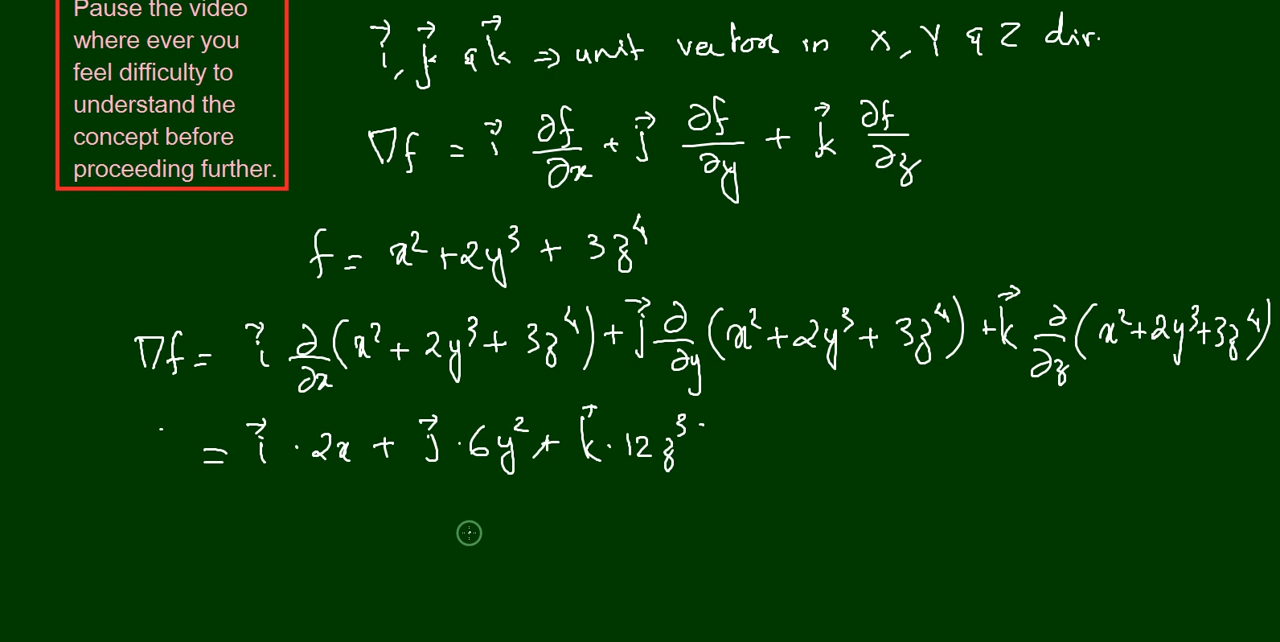 Pause the video
where ever you
feel difficulty to
understand the
concept before
proceeding further.
i⃗, j⃗ & k⃗ ⇒ unit vectors in X, Y & Z dir.
∇f = i⃗ ∂f/∂x + j⃗ ∂f/∂y + k⃗ ∂f/∂z
f = x² + 2y³ + 3z⁴
∇f = i⃗ ∂/∂x (x² + 2y³ + 3z⁴) + j⃗ ∂/∂y (x² + 2y³ + 3z⁴) + k⃗ ∂/∂z (x² + 2y³ + 3z⁴)
= i⃗ · 2x + j⃗ · 6y² + k⃗ · 12z³ ·